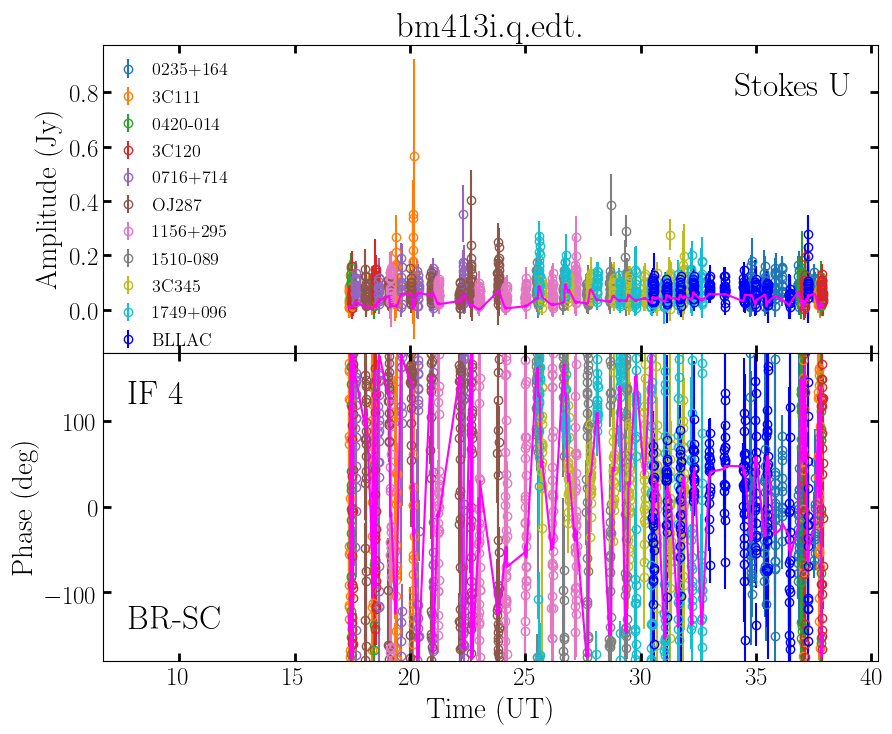 bm413i.q.edt.
Stokes U
0235+164
3C111
0420-014
3C120
0716+714
OJ287
1156+295
1510-089
3C345
1749+096
BLLAC
Amplitude (Jy)
0.8
0.6
0.4
0.2
0.0
IF 4
BR-SC
Phase (deg)
100
0
−100
10 15 20 25 30 35 40
Time (UT)